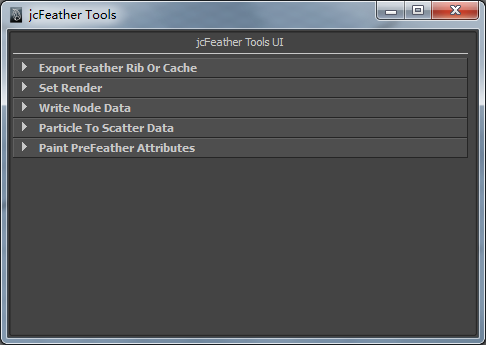 jcFeather Tools
jcFeather Tools UI
Export Feather Rib Or Cache
Set Render
Write Node Data
Particle To Scatter Data
Paint PreFeather Attributes